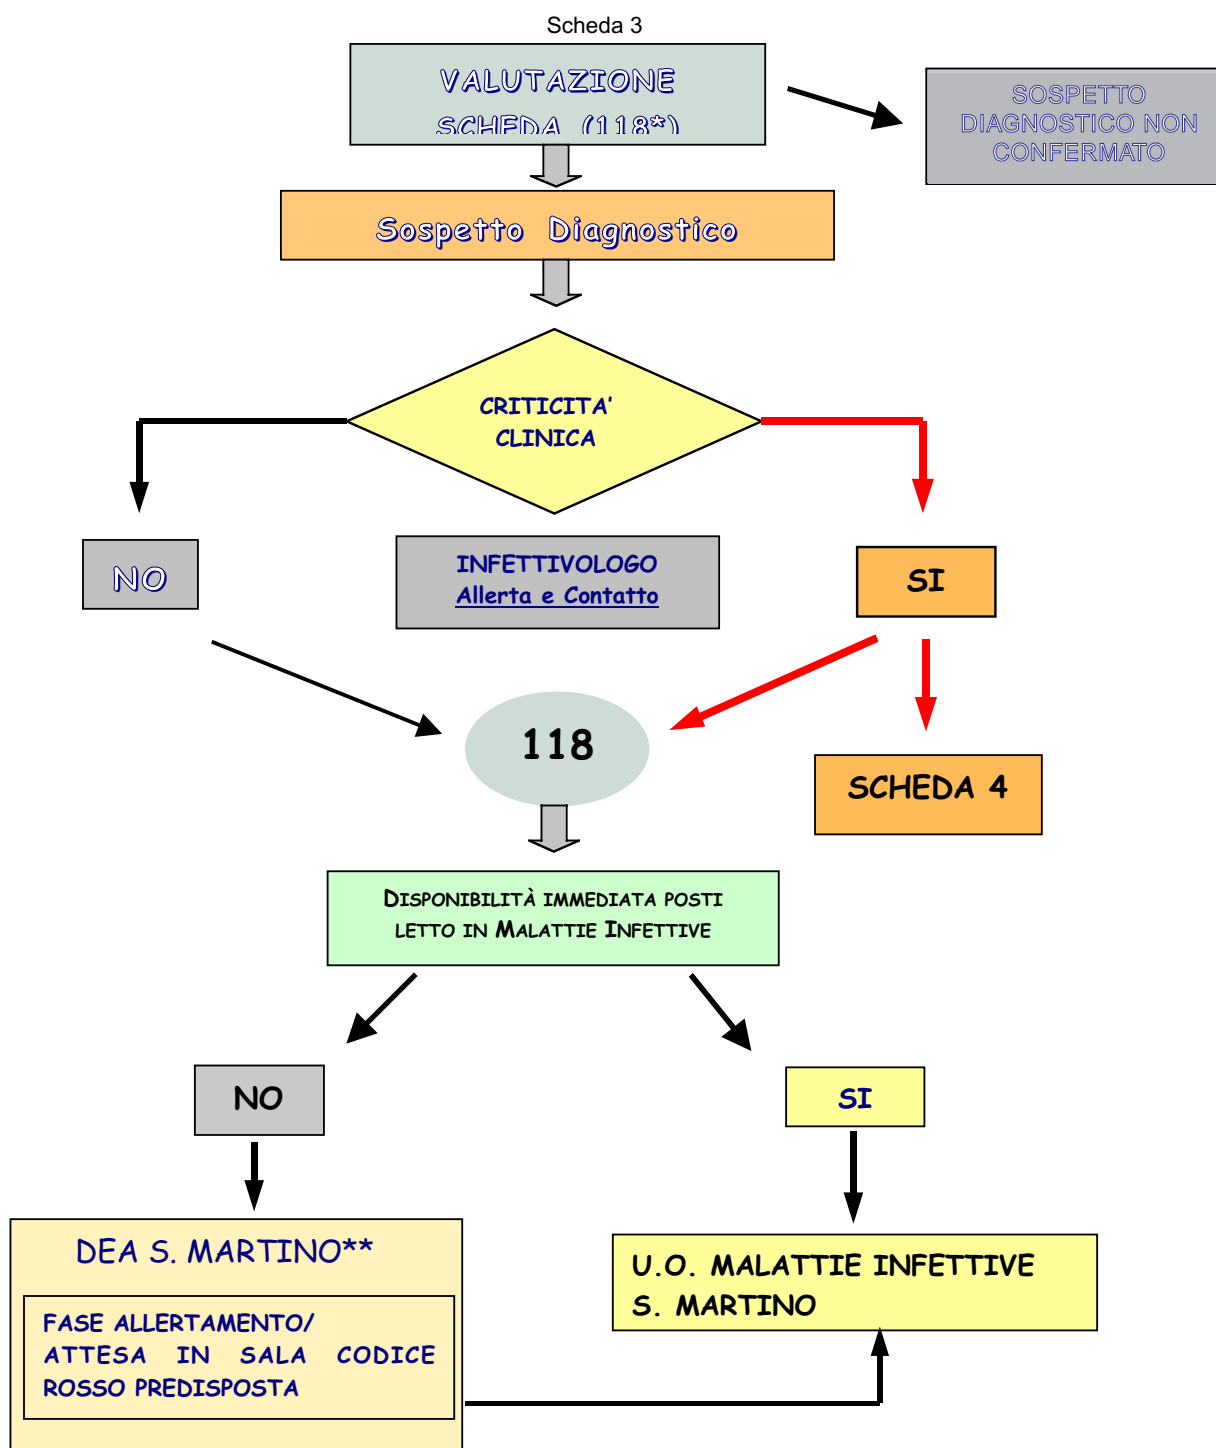 Scheda 3
VALUTAZIONE
SCHEDA (118*)
SOSPETTO
DIAGNOSTICO NON
CONFERMATO
Sospetto Diagnostico
CRITICITA'
CLINICA
NO
INFETTIVOLOGO
Allerta e Contatto
SI
118
SCHEDA 4
DISPONIBILITÀ IMMEDIATA POSTI
LETTO IN MALATTIE INFETTIVE
NO
SI
DEA S. MARTINO**
FASE ALLERTAMENTO/
ATTESA IN SALA CODICE
ROSSO PREDISPOSTA
U.O. MALATTIE INFETTIVE
S. MARTINO